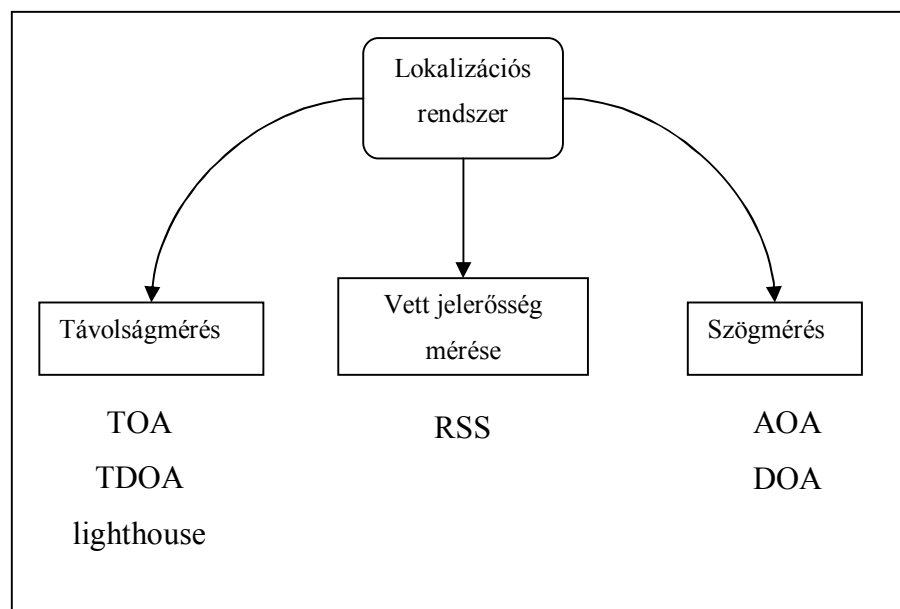 Lokalizációs
rendszer
Távolságmérés
Vett jelerősség
mérése
Szögmérés
TOA
TDOA
lighthouse
RSS
AOA
DOA